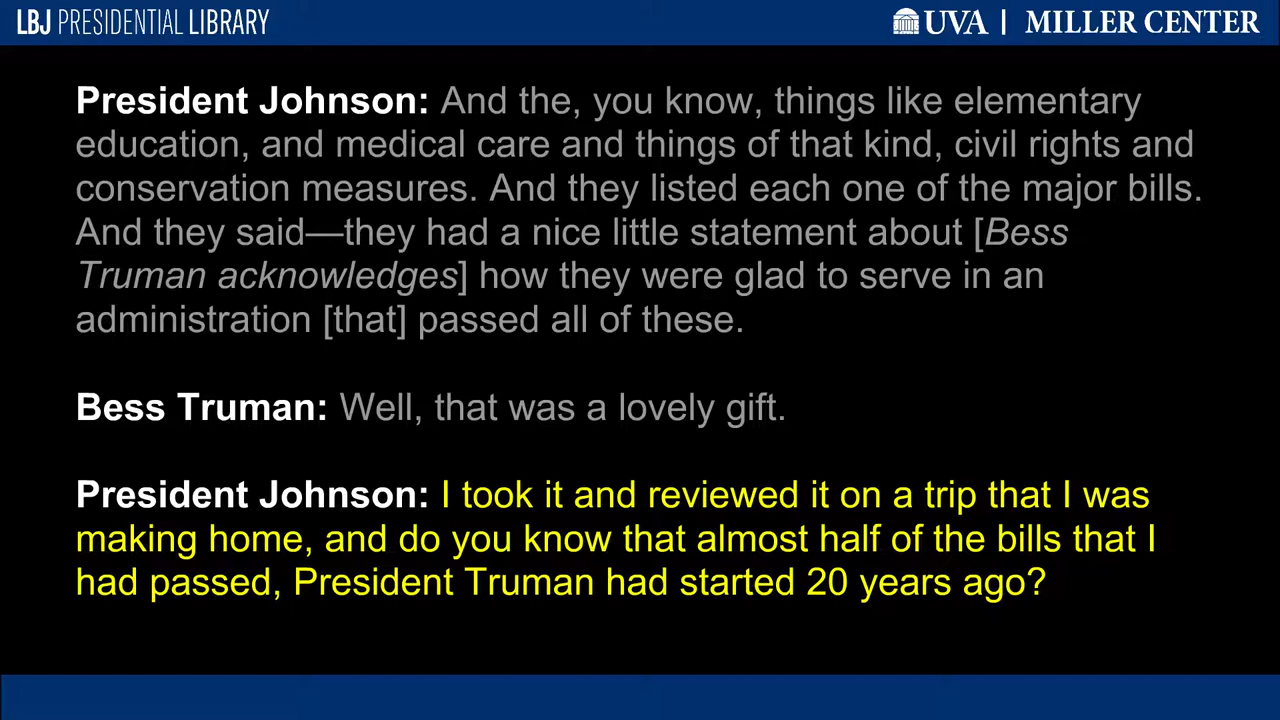 LBJ PRESIDENTIAL LIBRARY
UVA | MILLER CENTER
President Johnson: And the, you know, things like elementary
education, and medical care and things of that kind, civil rights and
conservation measures. And they listed each one of the major bills.
And they said—they had a nice little statement about [Bess
Truman acknowledges] how they were glad to serve in an
administration [that] passed all of these.
Bess Truman: Well, that was a lovely gift.
President Johnson: I took it and reviewed it on a trip that I was
making home, and do you know that almost half of the bills that I
had passed, President Truman had started 20 years ago?